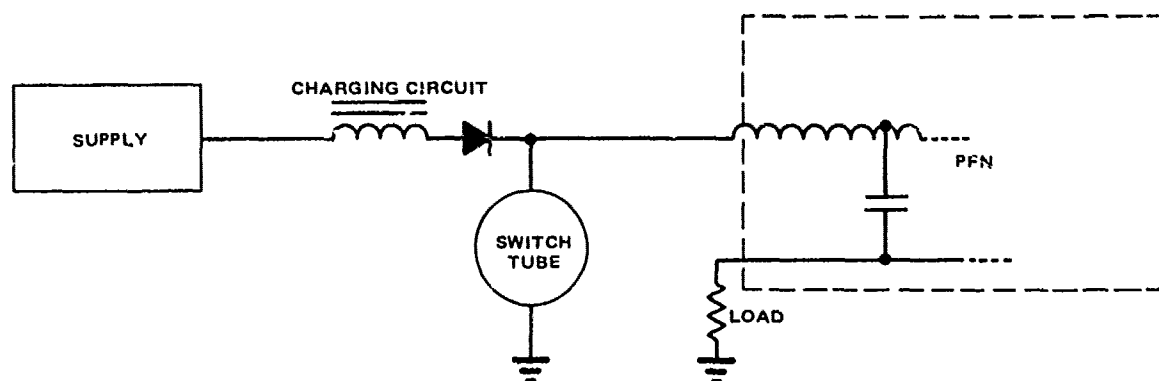 CHARGING CIRCUIT
SUPPLY
PFN
SWITCH
TUBE
LOAD